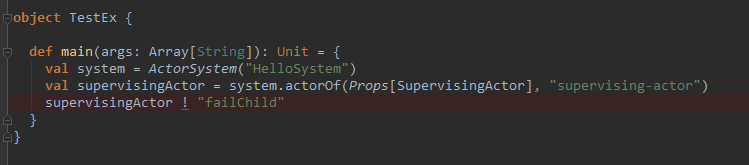 object TestEx {
def main(args: Array[String]): Unit = {
val system = ActorSystem("HelloSystem")
val supervisingActor = system.actorOf(Props[SupervisingActor], "supervising-actor")
supervisingActor ! "failChild"
}
}